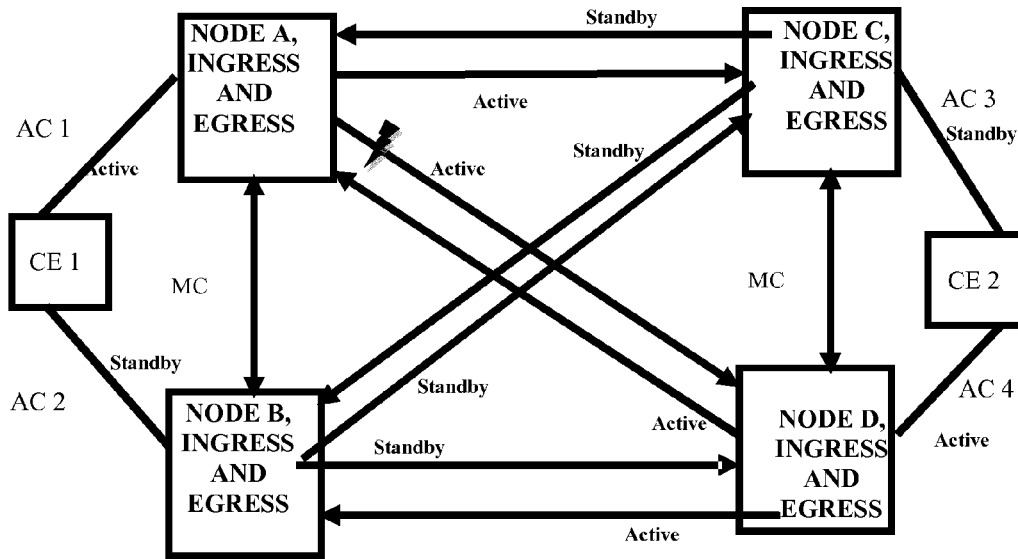 Standby
NODE A,
INGRESS
AND
EGRESS
NODE C,
INGRESS
AND
EGRESS
Active
AC 1
AC 3
Standby
Active
Standby
Active
CE 1
MC
MC
CE 2
Standby
AC 2
Standby
AC 4
NODE B,
INGRESS
AND
EGRESS
Active
NODE D,
INGRESS
AND
EGRESS
Active
Standby
Active